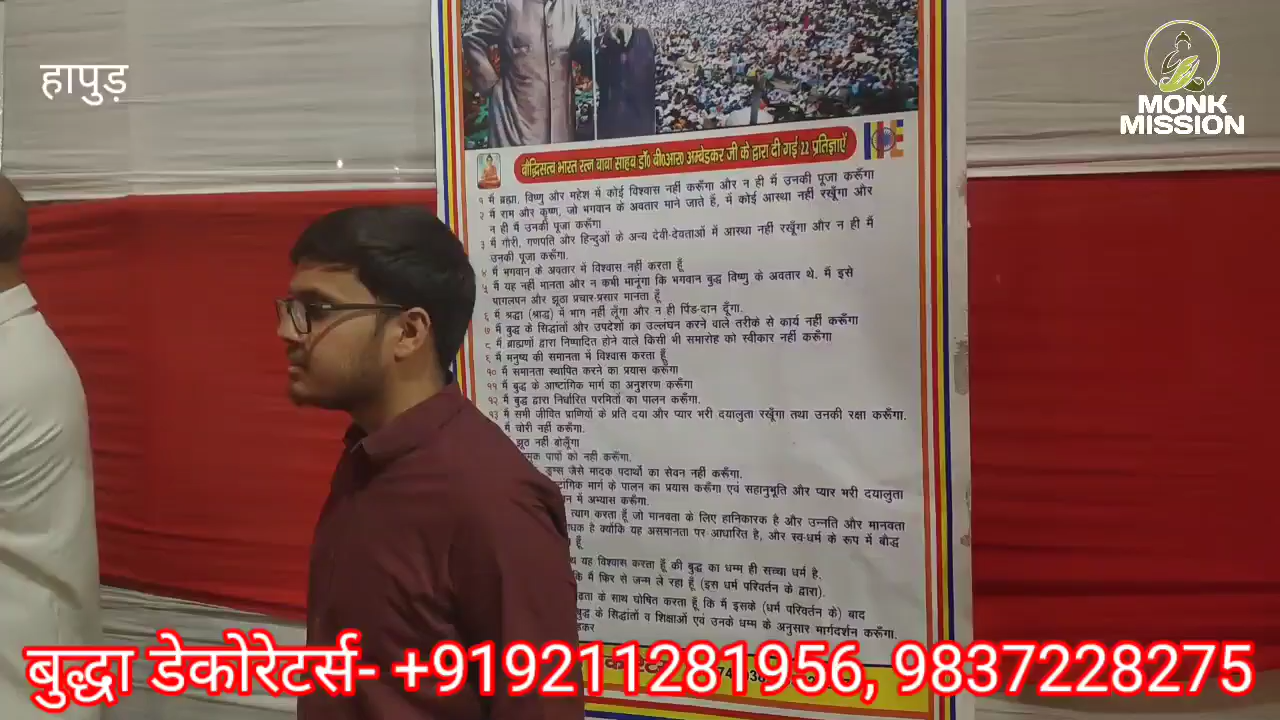 हापुड़
MONK
MISSION
बोद्धिसत्व भारत रत्न बाबा साहब डॉ० बी०आर० अम्बेडकर जी के द्वारा दी गई 22 प्रतिज्ञाएँ
१ मैं ब्रह्मा, विष्णु और महेश में कोई विश्वास नहीं करूँगा और न ही मैं उनकी पूजा करूँगा
२ मैं राम और कृष्ण, जो भगवान के अवतार माने जाते हैं, में कोई आस्था नहीं रखूँगा और
न ही मैं उनकी पूजा करूँगा
३ मैं गौरी, गणपति और हिन्दुओं के अन्य देवी-देवताओं में आस्था नहीं रखूँगा और न ही मैं
उनकी पूजा करूँगा.
४ मैं भगवान के अवतार में विश्वास नहीं करता हूँ
५ मैं यह नहीं मानता और न कभी मानूंगा कि भगवान बुद्ध विष्णु के अवतार थे. मैं इसे
पागलपन और झूठा प्रचार-प्रसार मानता हूँ
६ मैं श्रद्धा (श्राद्ध) में भाग नहीं लूँगा और न ही पिंड-दान दूँगा.
७ मैं बुद्ध के सिद्धांतों और उपदेशों का उल्लंघन करने वाले तरीके से कार्य नहीं करूँगा
८ मैं ब्राह्मणों द्वारा निष्पादित होने वाले किसी भी समारोह को स्वीकार नहीं करूँगा
९ मैं मनुष्य की समानता में विश्वास करता हूँ
१० मैं समानता स्थापित करने का प्रयास करूँगा
११ मैं बुद्ध के आष्टांगिक मार्ग का अनुशरण करूँगा
१२ मैं बुद्ध द्वारा निर्धारित परमितों का पालन करूँगा.
१३ मैं सभी जीवित प्राणियों के प्रति दया और प्यार भरी दयालुता रखूँगा तथा उनकी रक्षा करूँगा.
मैं चोरी नहीं करूँगा.
झूठ नहीं बोलूँगा
पापों को नहीं करूँगा.
ड्रग्स जैसे मादक पदार्थों का सेवन नहीं करूँगा.
मार्ग के पालन का प्रयास करूँगा एवं सहानुभूति और प्यार भरी दयालुता
में अभ्यास करूँगा.
त्याग करता हूँ जो मानवता के लिए हानिकारक है और उन्नति और मानवता
है क्योंकि यह असमानता पर आधारित है, और स्व-धर्म के रूप में बौद्ध
हूँ
यह विश्वास करता हूँ की बुद्ध का धम्म ही सच्चा धर्म है.
कि मैं फिर से जन्म ले रहा हूँ (इस धर्म परिवर्तन के द्वारा).
के साथ घोषित करता हूँ कि मैं इसके (धर्म परिवर्तन के) बाद
बुद्ध के सिद्धांतों व शिक्षाओं एवं उनके धम्म के अनुसार मार्गदर्शन करूँगा.
बुद्धा डेकोरेटर्स- +919211281956, 9837228275